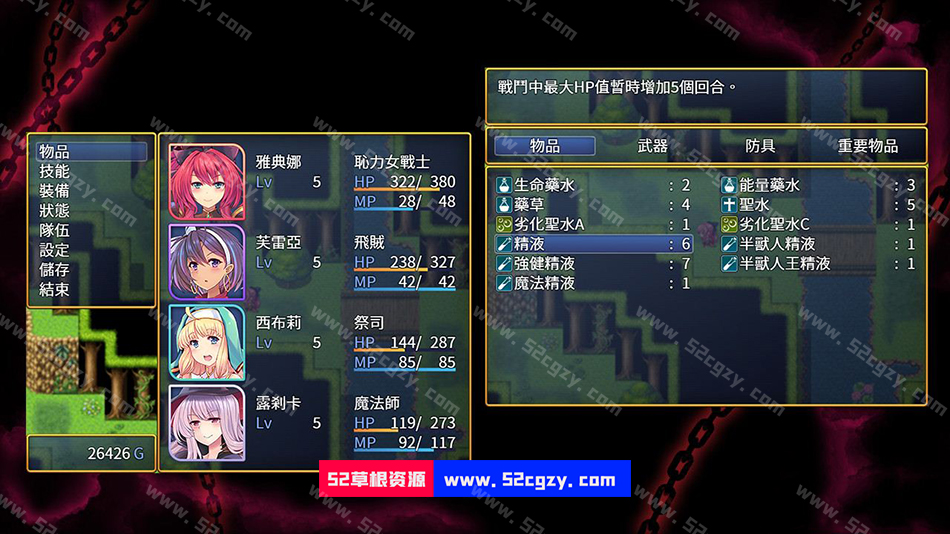 物品
技能
裝備
狀態
隊伍
設定
儲存
結束
26426 G
雅典娜 恥力女戰士
Lv 5 HP 322/ 380
MP 28/ 48
芙雷亞 飛賊
Lv 5 HP 238/ 327
MP 42/ 42
西布莉 祭司
Lv 5 HP 144/ 287
MP 85/ 85
露剎卡 魔法師
Lv 5 HP 119/ 273
MP 92/ 117
戰鬥中最大HP值暫時增加5個回合。
物品 武器 防具 重要物品
生命藥水 : 2 能量藥水 : 3
藥草 : 4 聖水 : 5
劣化聖水A : 1 劣化聖水C : 1
精液 : 6 半獸人精液 : 1
強健精液 : 7 半獸人王精液 : 1
魔法精液 : 1
52草根资源 www.52cgzy.com
www.52cgzy.com